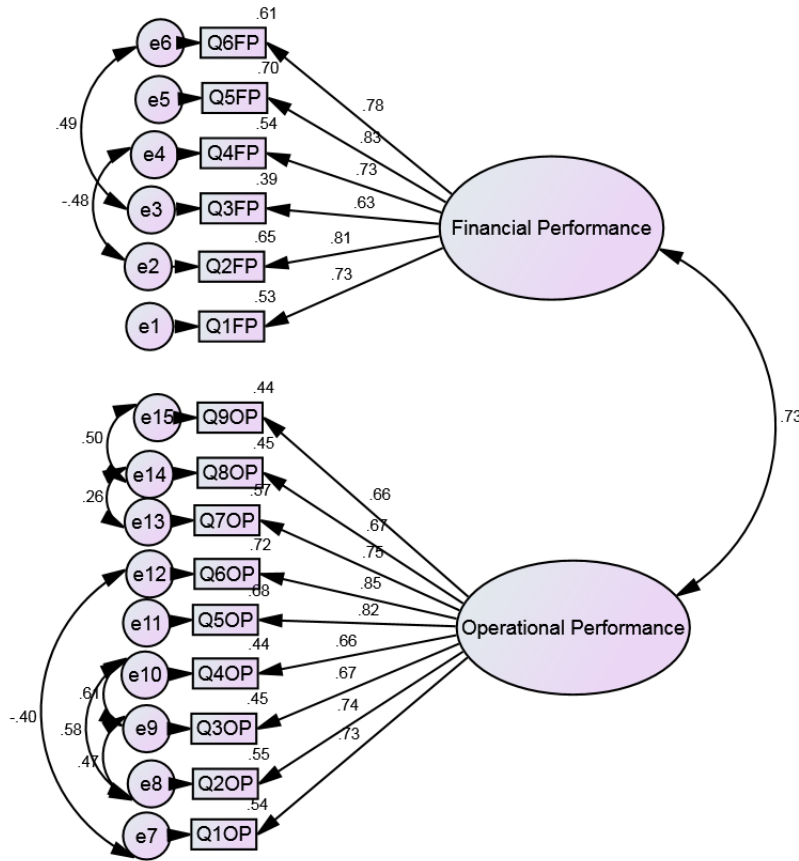 .61
e6 Q6FP
.70
e5 Q5FP
.78
.49
.54
.83
e4 Q4FP
.73
.39
-.48
e3 Q3FP
.63
.65
.81
e2 Q2FP
Financial Performance
.53
.73
e1 Q1FP
.73
.44
e15 Q9OP
.50
.45
e14 Q8OP
.57
.66
.26
e13 Q7OP
.67
.72
.75
e12 Q6OP
.85
.68
e11 Q5OP
.82
Operational Performance
.44
.66
e10 Q4OP
.67
.61
.45
.74
-.40
.58
e9 Q3OP
.73
.47
.55
e8 Q2OP
.54
e7 Q1OP